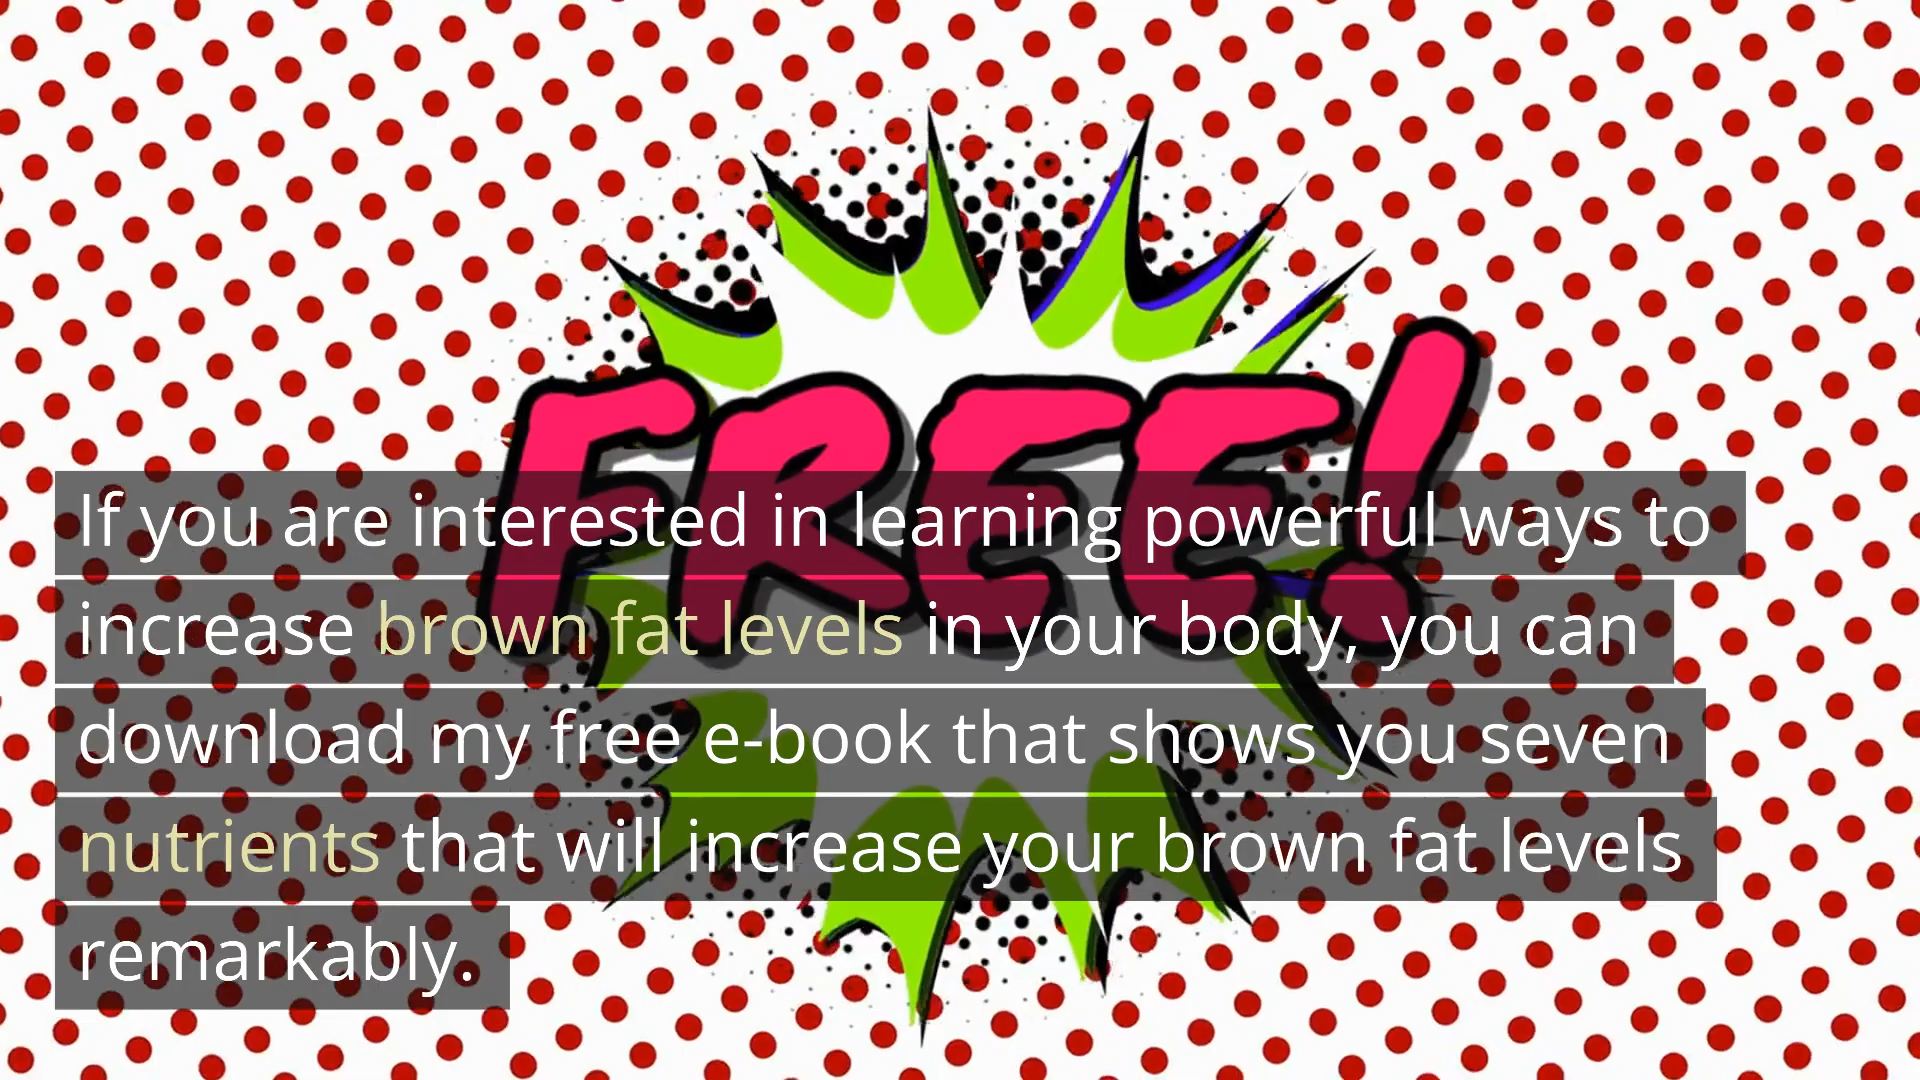 FREE!
If you are interested in learning powerful ways to
increase brown fat levels in your body, you can
download my free e-book that shows you seven
nutrients that will increase your brown fat levels
remarkably.